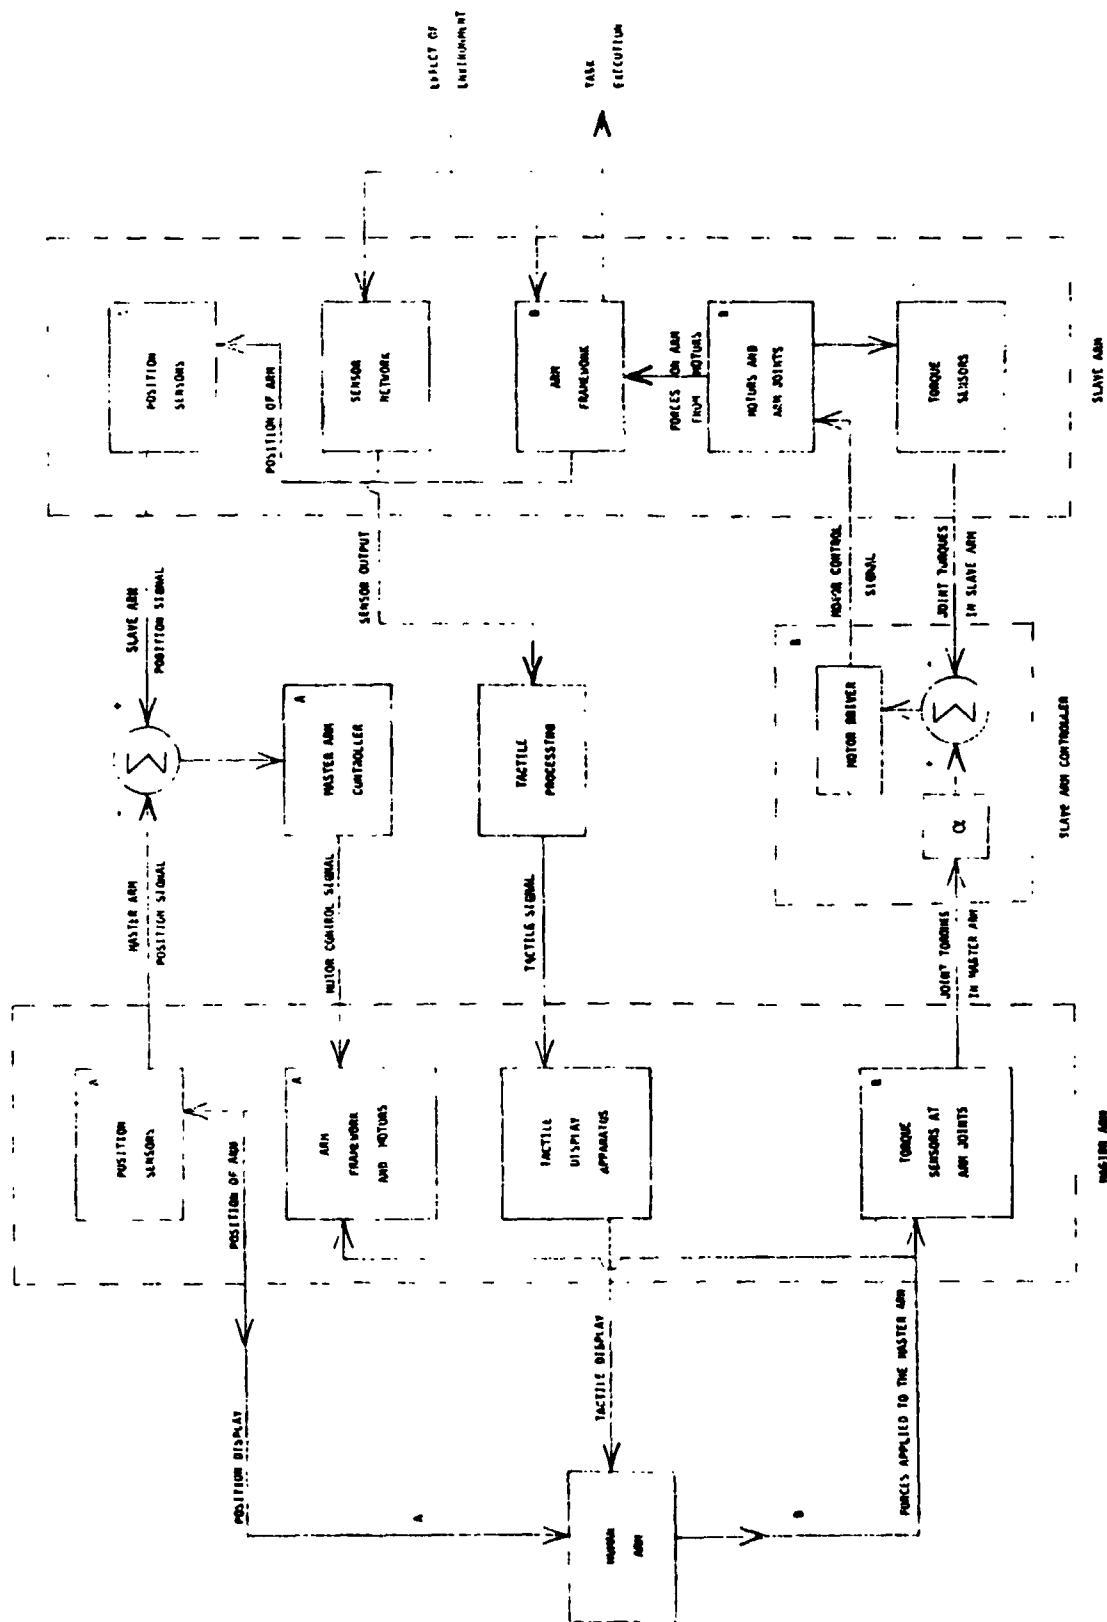 EFFECT OF
ENVIRONMENT
TASK
EXECUTION
POSITION
SENSORS
POSITION OF ARM
SENSOR
NETWORK
B
ARM
FRAMEWORK
FORCES ON ARM
FROM MOTORS
B
MOTORS AND
ARM JOINTS
TORQUE
SENSORS
SLAVE ARM
SLAVE ARM
POSITION SIGNAL
SENSOR OUTPUT
MOTOR CONTROL
SIGNAL
JOINT TORQUES
IN SLAVE ARM
+
Σ
-
A
MASTER ARM
CONTROLLER
TACTILE
PROCESSING
B
MOTOR DRIVER
Σ
+
α
SLAVE ARM CONTROLLER
MASTER ARM
POSITION SIGNAL
MOTOR CONTROL SIGNAL
TACTILE SIGNAL
JOINT TORQUES
IN MASTER ARM
A
POSITION
SENSORS
POSITION OF ARM
A
ARM
FRAMEWORK
AND MOTORS
TACTILE
DISPLAY
APPARATUS
B
TORQUE
SENSORS AT
ARM JOINTS
MASTER ARM
POSITION DISPLAY
TACTILE DISPLAY
FORCES APPLIED TO THE MASTER ARM
A
HUMAN
ARM
B